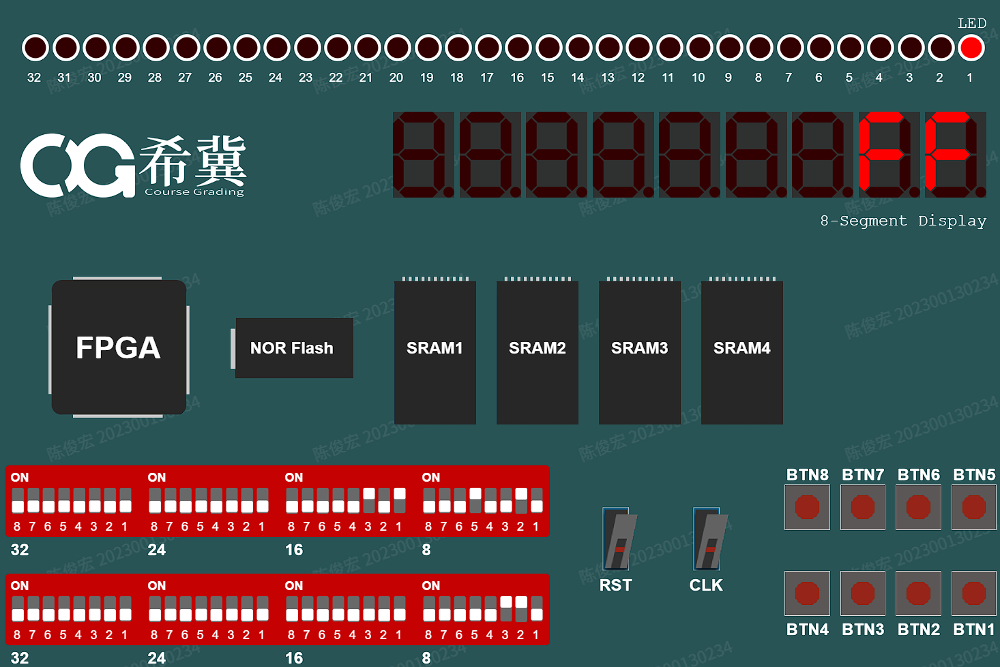 LED
32 31 30 29 28 27 26 25 24 23 22 21 20 19 18 17 16 15 14 13 12 11 10 9 8 7 6 5 4 3 2 1
CG希冀
Course Grading
FF
8-Segment Display
FPGA
NOR Flash
SRAM1 SRAM2 SRAM3 SRAM4
ON ON ON ON
8 7 6 5 4 3 2 1 8 7 6 5 4 3 2 1 8 7 6 5 4 3 2 1 8 7 6 5 4 3 2 1
32 24 16 8
ON ON ON ON
8 7 6 5 4 3 2 1 8 7 6 5 4 3 2 1 8 7 6 5 4 3 2 1 8 7 6 5 4 3 2 1
32 24 16 8
RST CLK
BTN8 BTN7 BTN6 BTN5
BTN4 BTN3 BTN2 BTN1
陈俊宏 202300130234